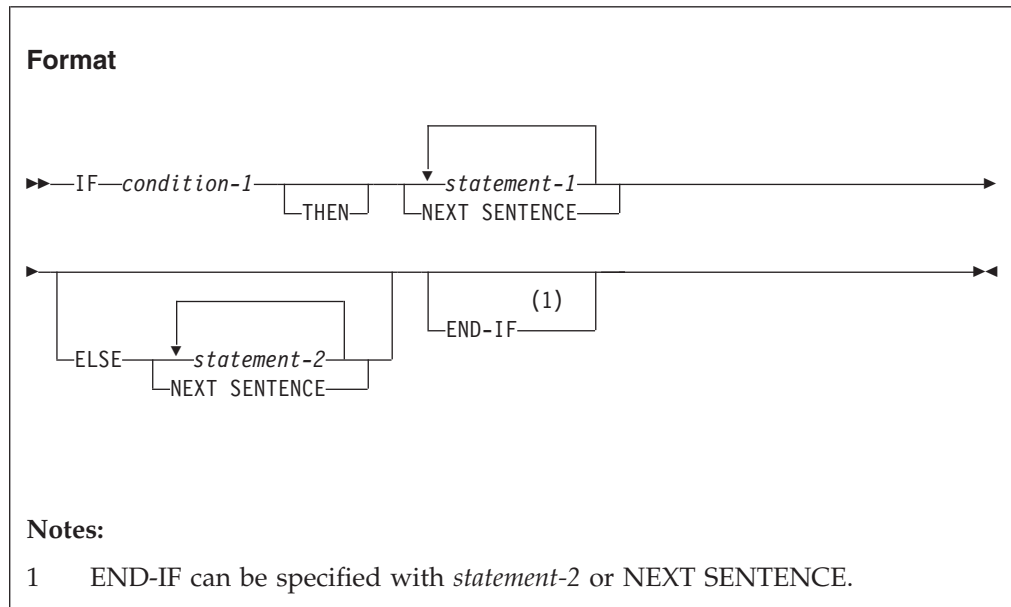 Format
IF condition-1 THEN statement-1 NEXT SENTENCE
ELSE statement-2 NEXT SENTENCE END-IF (1)
Notes:
1 END-IF can be specified with statement-2 or NEXT SENTENCE.